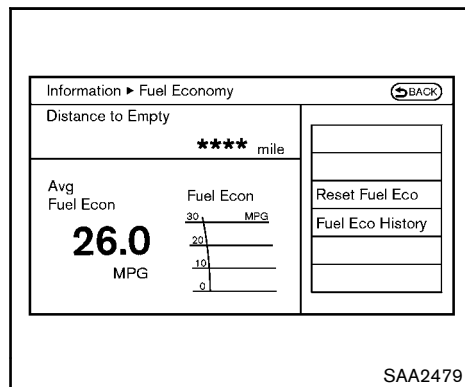 Information ▶ Fuel Economy
BACK
Distance to Empty
**** mile
Avg
Fuel Econ
26.0
MPG
Fuel Econ
30 MPG
20
10
0
Reset Fuel Eco
Fuel Eco History
SAA2479